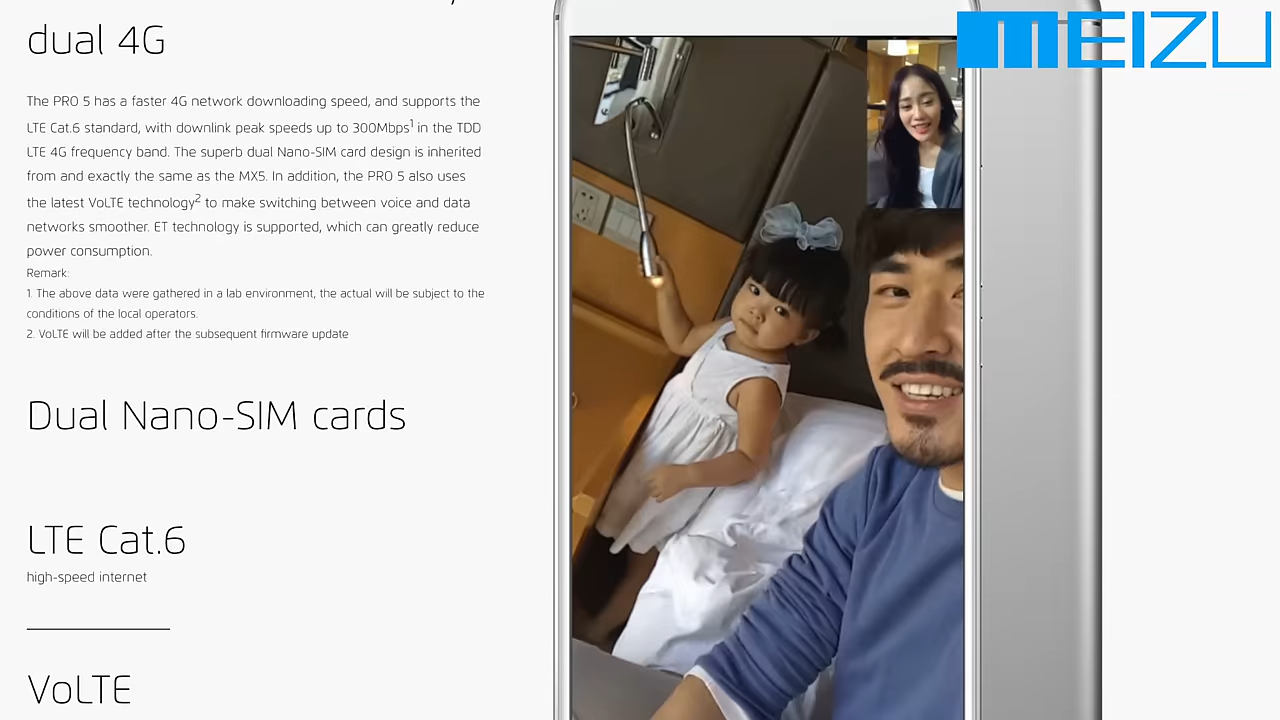 dual 4G
MEIZU
The PRO 5 has a faster 4G network downloading speed, and supports the
LTE Cat.6 standard, with downlink peak speeds up to 300Mbps1 in the TDD
LTE 4G frequency band. The superb dual Nano-SIM card design is inherited
from and exactly the same as the MX5. In addition, the PRO 5 also uses
the latest VoLTE technology2 to make switching between voice and data
networks smoother. ET technology is supported, which can greatly reduce
power consumption.
Remark:
1. The above data were gathered in a lab environment, the actual will be subject to the
conditions of the local operators.
2. VoLTE will be added after the subsequent firmware update
Dual Nano-SIM cards
LTE Cat.6
high-speed internet
VoLTE